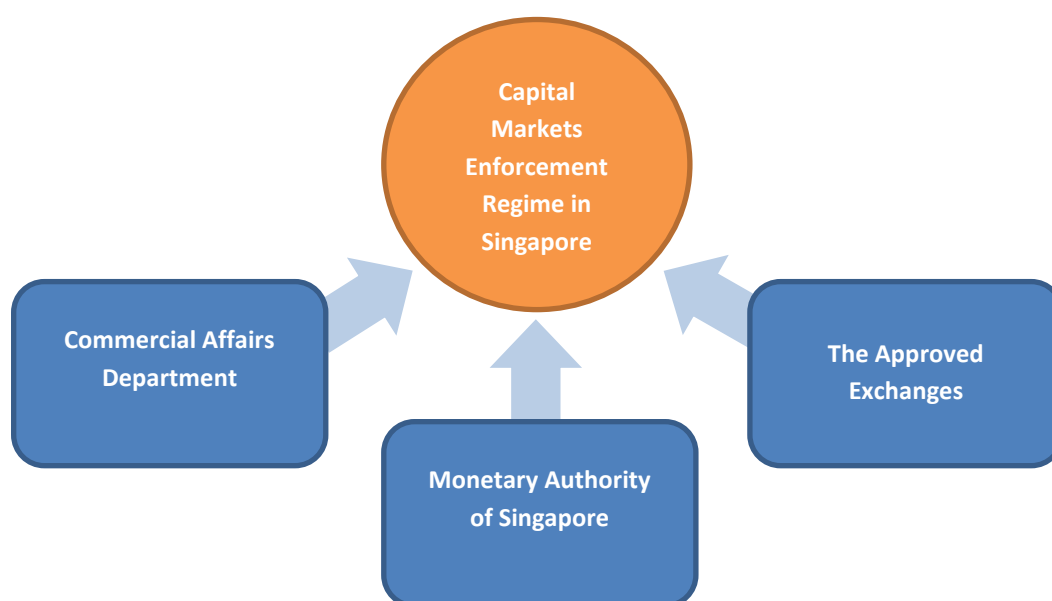 Capital
Markets
Enforcement
Regime in
Singapore
Commercial Affairs
Department
The Approved
Exchanges
Monetary Authority
of Singapore